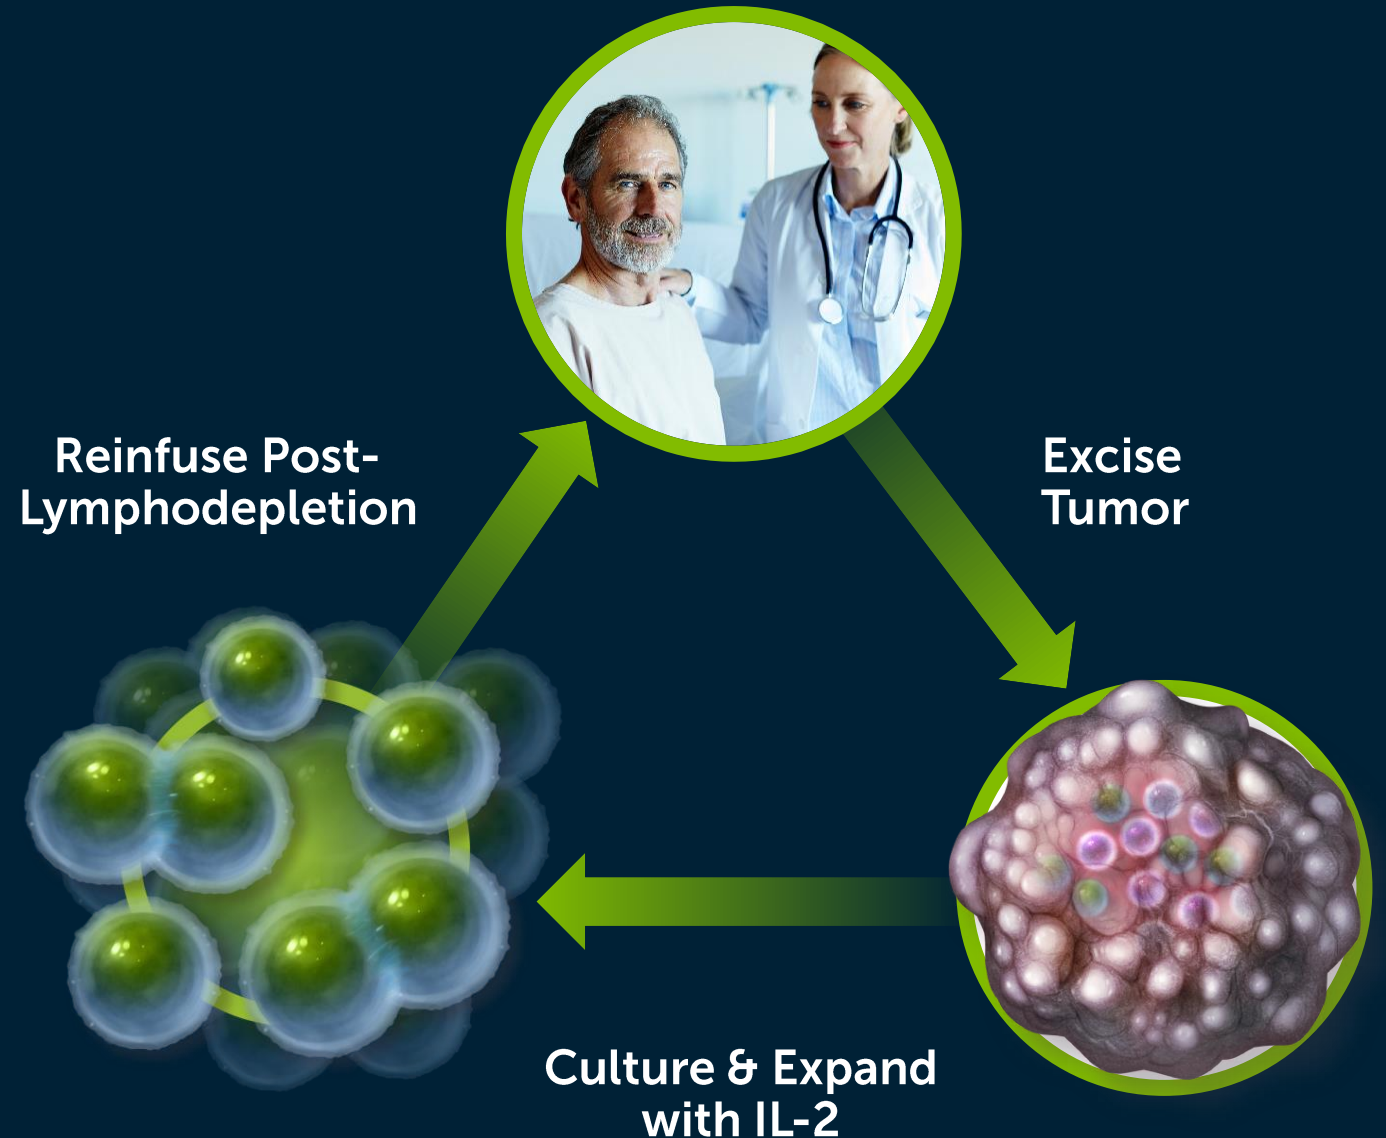 Reinfuse Post-
Lymphodepletion
Excise
Tumor
Culture & Expand
with IL-2